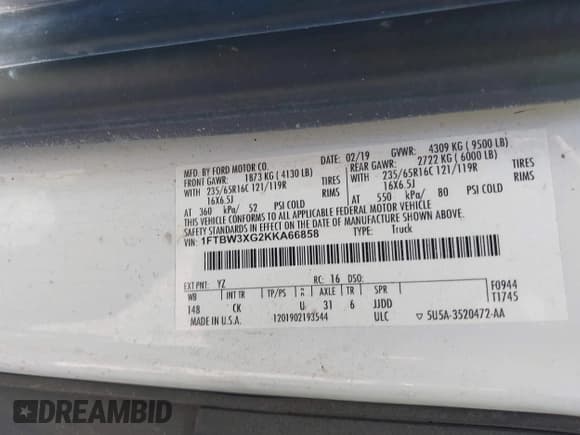 MFD. BY FORD MOTOR CO. DATE: 02/19 GVWR: 4309 KG ( 9500 LB)
FRONT GAWR: 1873 KG ( 4130 LB) REAR GAWR: 2722 KG ( 6000 LB)
WITH 235/65R16C 121/119R TIRES WITH 235/65R16C 121/119R TIRES
16X6.5J 16X6.5J
AT 360 kPa/ 52 PSI COLD AT 550 kPa/ 80 PSI COLD
THIS VEHICLE CONFORMS TO ALL APPLICABLE FEDERAL MOTOR VEHICLE
SAFETY STANDARDS IN EFFECT ON THE DATE OF MANUFACTURE SHOWN ABOVE.
VIN: 1FTBW3XG2KKA66858 TYPE: Truck
EXT PNT: YZ RC: 16 DSO: F0944
WB INT TR TP/PS R AXLE TR SPR T1745
148 CK U 31 6 JJDD
MADE IN U.S.A. 1201902193544 ULC ▽ 5U5A-3520472-AA
DREAMBID